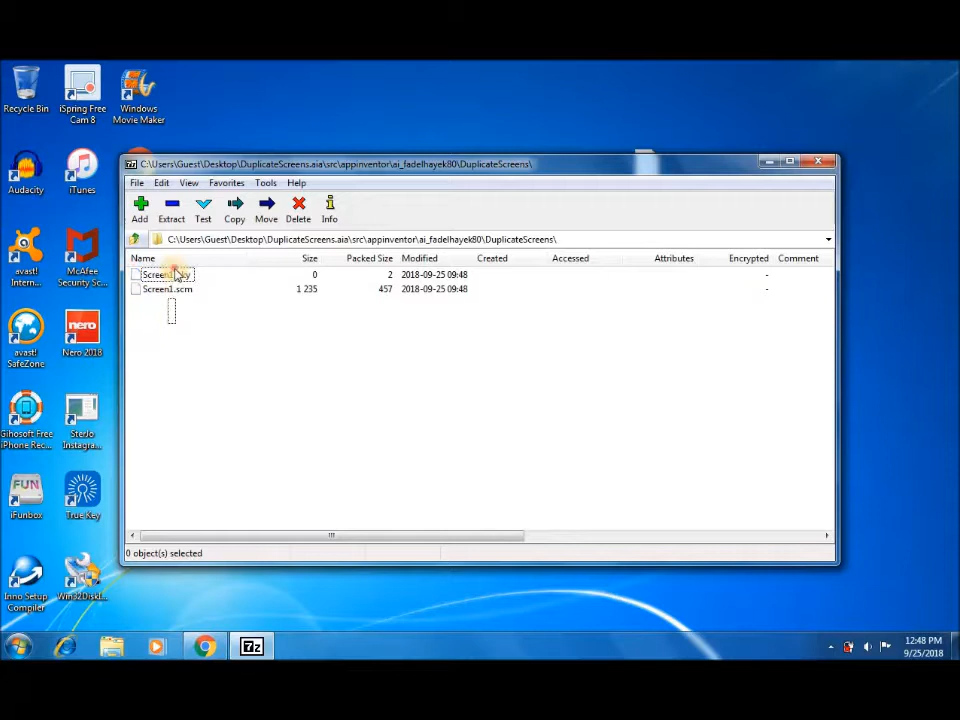 Recycle Bin
iSpring Free
Cam 8
Windows
Movie Maker
Audacity
iTunes
avast!
Intern...
McAfee
Security Sc...
avast!
SafeZone
nero
Nero 2018
Gihosoft Free
iPhone Rec...
SterJo
Instagra...
FUN
iFunbox
True Key
Inno Setup
Compiler
Win32DiskI...
7z C:\Users\Guest\Desktop\DuplicateScreens.aia\src\appinventor\ai_fadelhayek80\DuplicateScreens\
File Edit View Favorites Tools Help
Add Extract Test Copy Move Delete Info
C:\Users\Guest\Desktop\DuplicateScreens.aia\src\appinventor\ai_fadelhayek80\DuplicateScreens\
Name Size Packed Size Modified Created Accessed Attributes Encrypted Comment
0 2 2018-09-25 09:48 -
Screen1.scm 1 235 457 2018-09-25 09:48 -
0 object(s) selected
7z
12:48 PM
9/25/2018